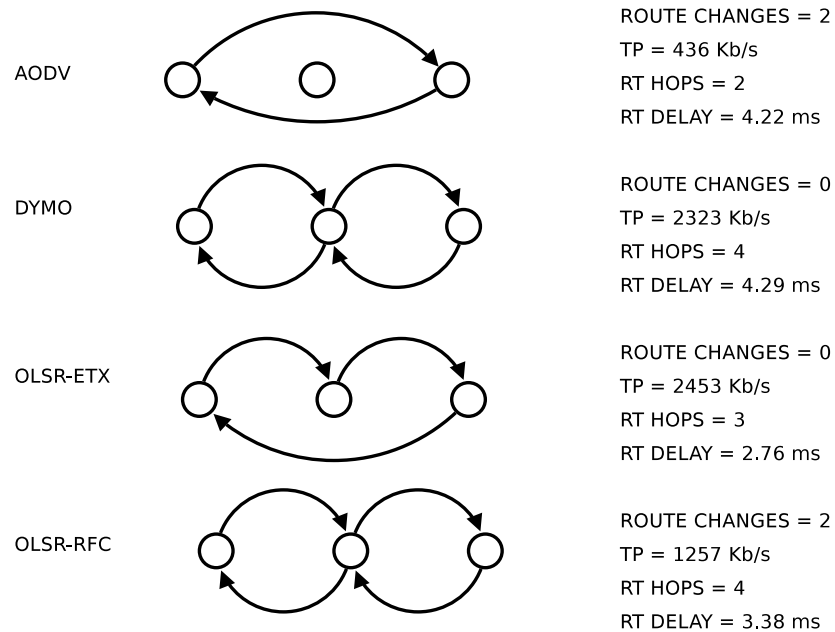 AODV
ROUTE CHANGES = 2
TP = 436 Kb/s
RT HOPS = 2
RT DELAY = 4.22 ms
DYMO
ROUTE CHANGES = 0
TP = 2323 Kb/s
RT HOPS = 4
RT DELAY = 4.29 ms
OLSR-ETX
ROUTE CHANGES = 0
TP = 2453 Kb/s
RT HOPS = 3
RT DELAY = 2.76 ms
OLSR-RFC
ROUTE CHANGES = 2
TP = 1257 Kb/s
RT HOPS = 4
RT DELAY = 3.38 ms